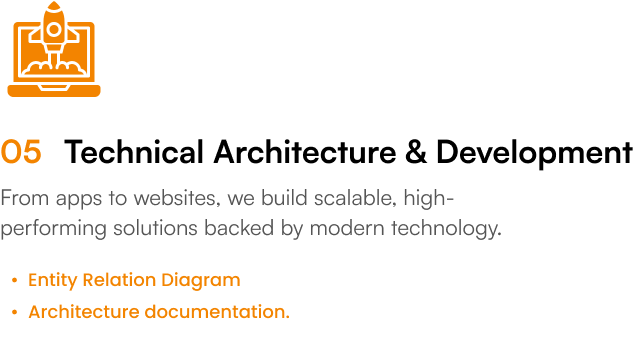 05 Technical Architecture & Development
From apps to websites, we build scalable, high-
performing solutions backed by modern technology.
• Entity Relation Diagram
• Architecture documentation.